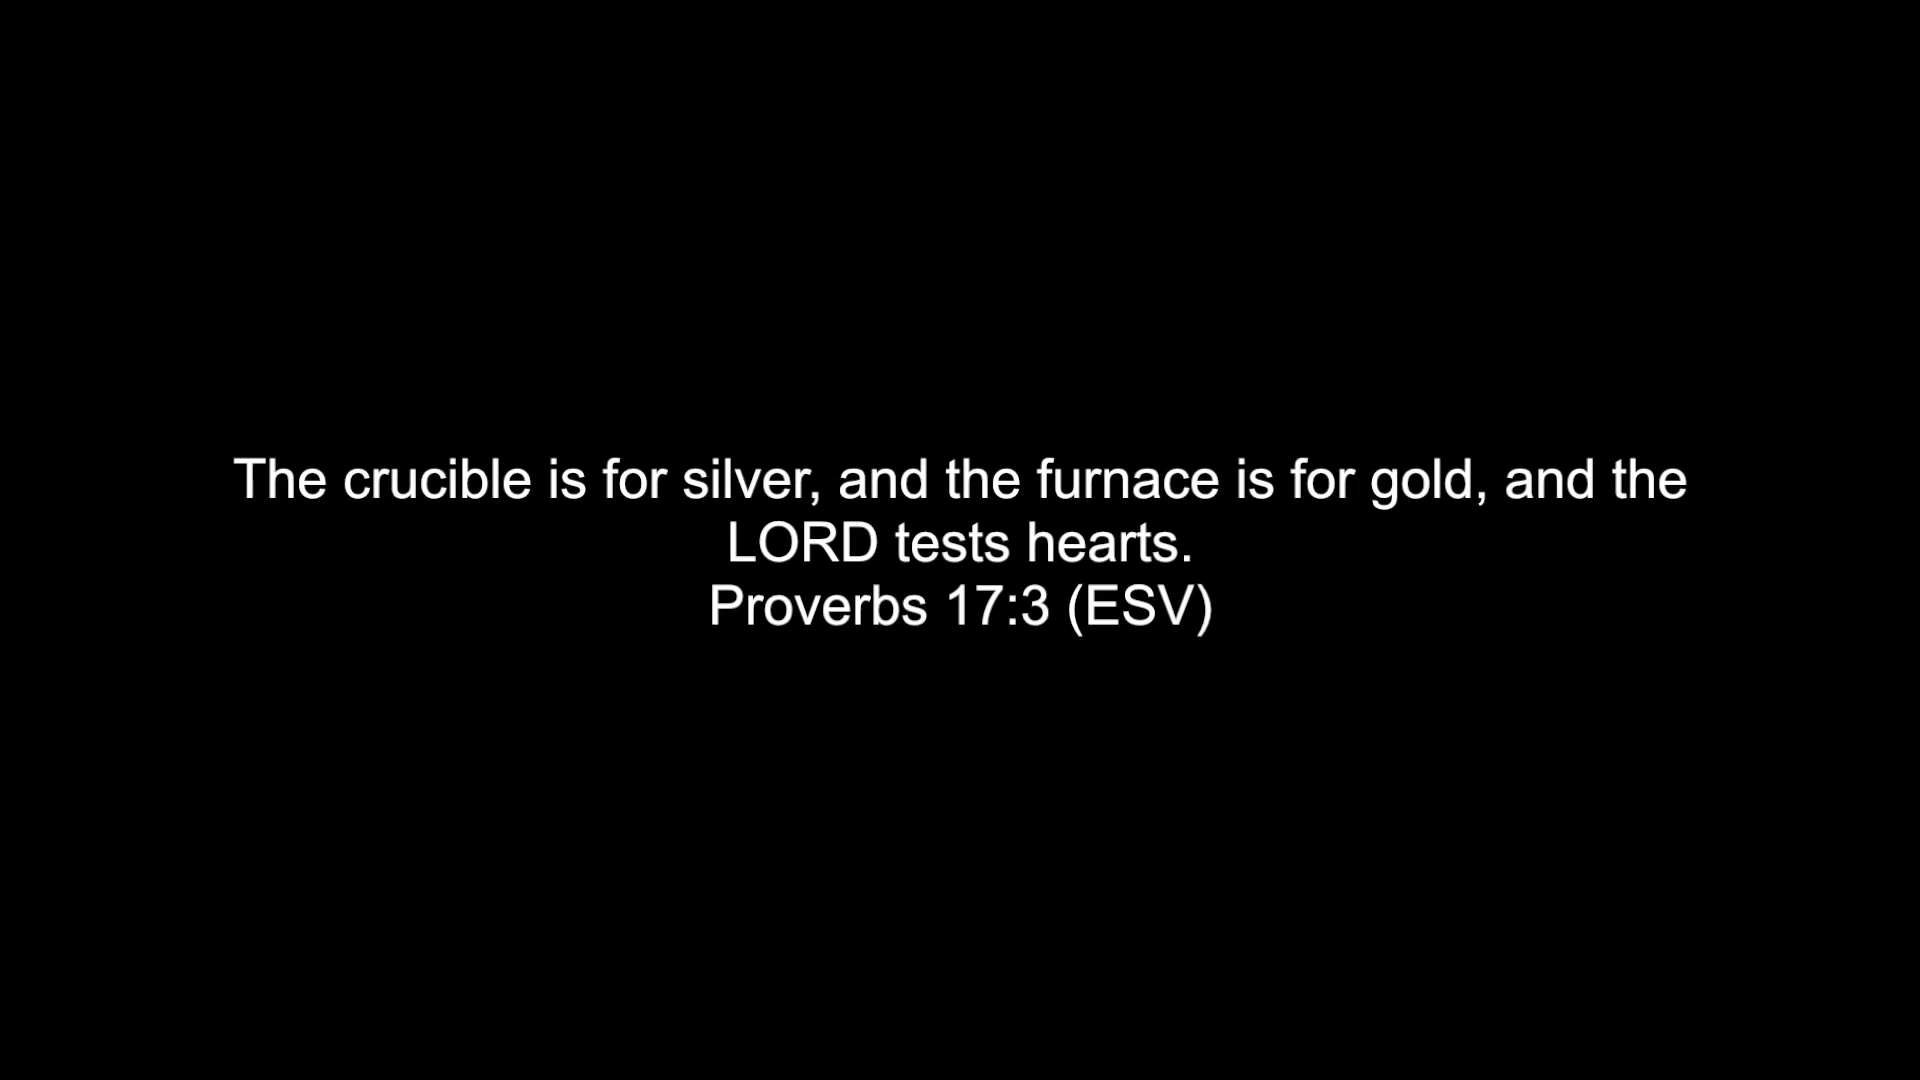 The crucible is for silver, and the furnace is for gold, and the
LORD tests hearts.
Proverbs 17:3 (ESV)